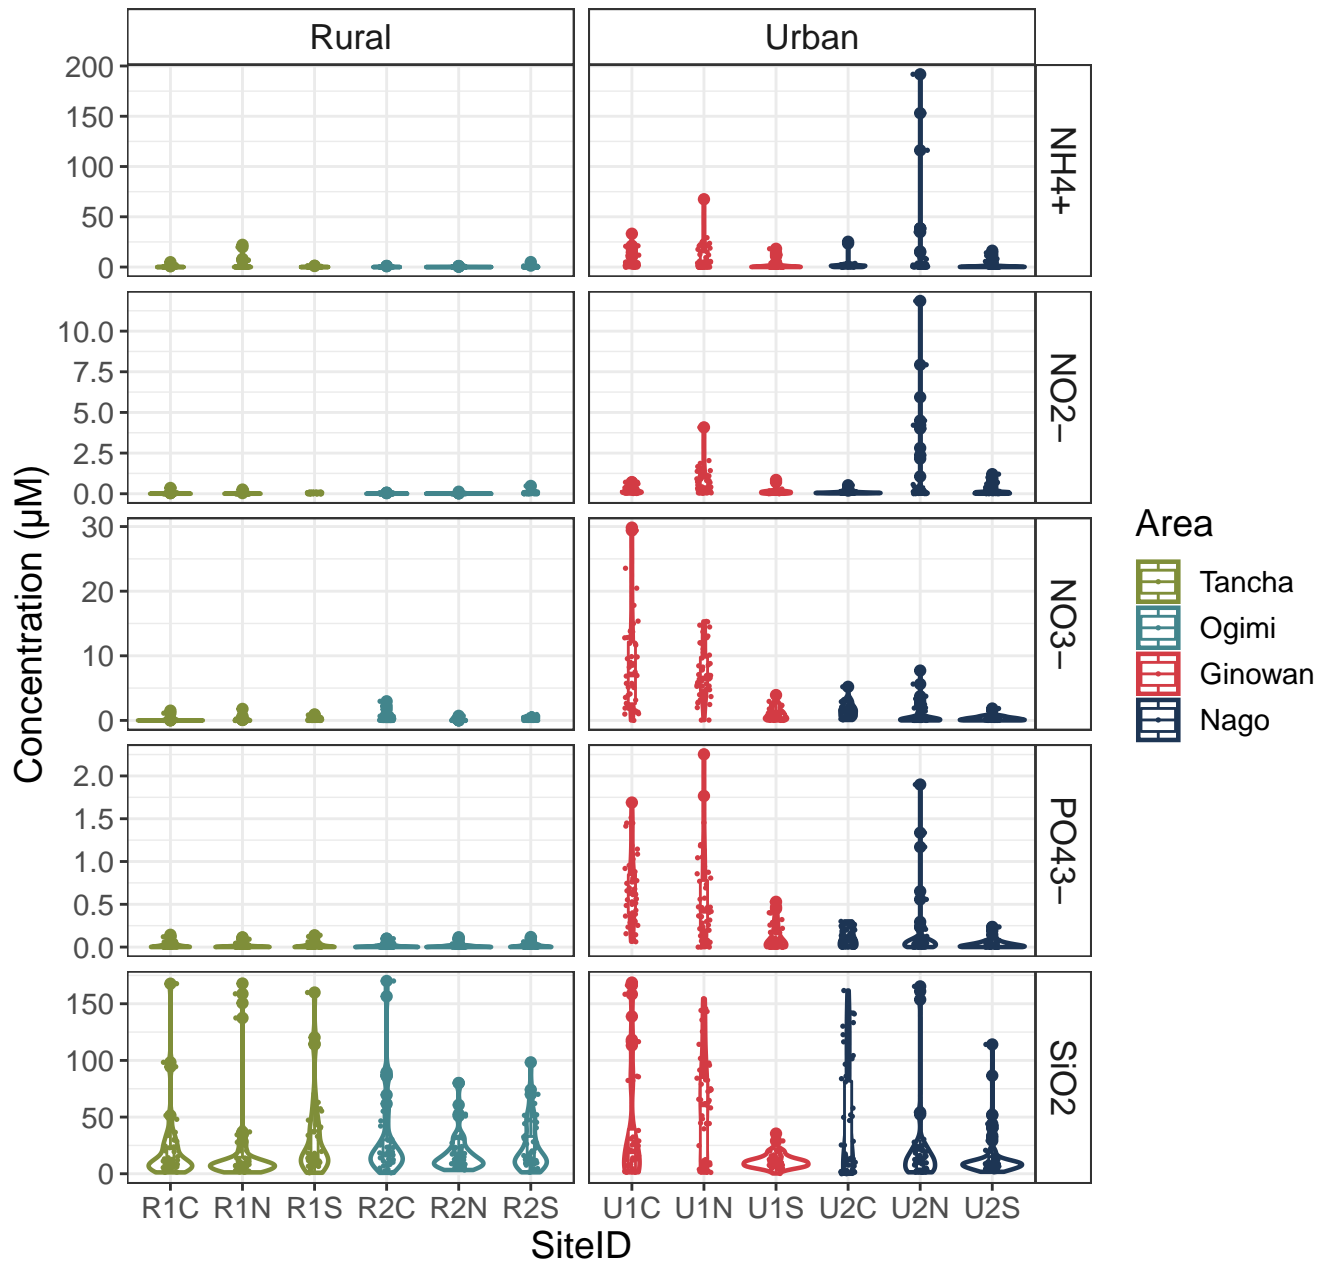 Rural
Urban
200
150
100
50
0
NH4+
10.0
7.5
5.0
2.5
0.0
NO2−
30
20
10
0
NO3−
2.0
1.5
1.0
0.5
0.0
PO43−
150
100
50
0
SiO2
Concentration (μM)
R1C R1N R1S R2C R2N R2S U1C U1N U1S U2C U2N U2S
SiteID
Area
Tancha
Ogimi
Ginowan
Nago